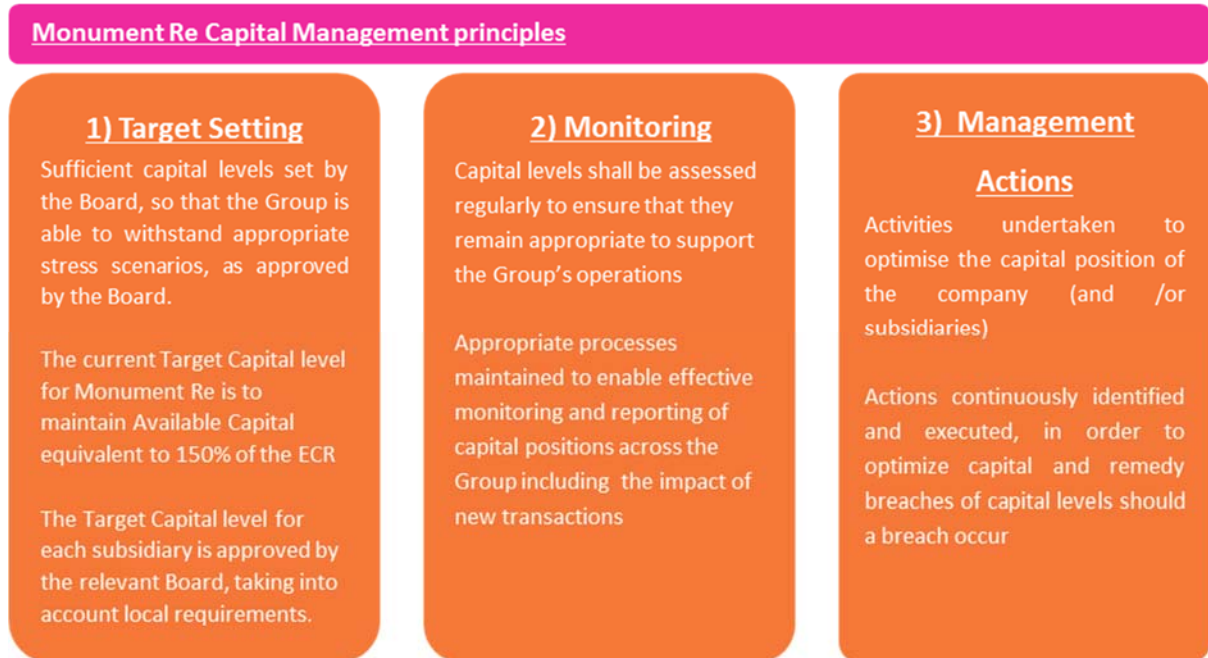 Monument Re Capital Management principles
1) Target Setting
Sufficient capital levels set by
the Board, so that the Group is
able to withstand appropriate
stress scenarios, as approved
by the Board.
The current Target Capital level
for Monument Re is to
maintain Available Capital
equivalent to 150% of the ECR
The Target Capital level for
each subsidiary is approved by
the relevant Board, taking into
account local requirements.
2) Monitoring
Capital levels shall be assessed
regularly to ensure that they
remain appropriate to support
the Group's operations
Appropriate processes
maintained to enable effective
monitoring and reporting of
capital positions across the
Group including the impact of
new transactions
3) Management
Actions
Activities undertaken to
optimise the capital position of
the company (and /or
subsidiaries)
Actions continuously identified
and executed, in order to
optimize capital and remedy
breaches of capital levels should
a breach occur